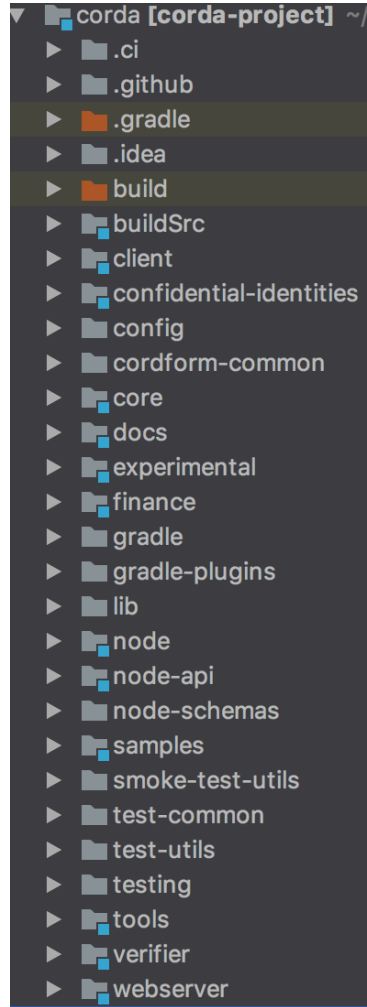 corda [corda-project] ~/
.ci
.github
.gradle
.idea
build
buildSrc
client
confidential-identities
config
cordform-common
core
docs
experimental
finance
gradle
gradle-plugins
lib
node
node-api
node-schemas
samples
smoke-test-utils
test-common
test-utils
testing
tools
verifier
webserver